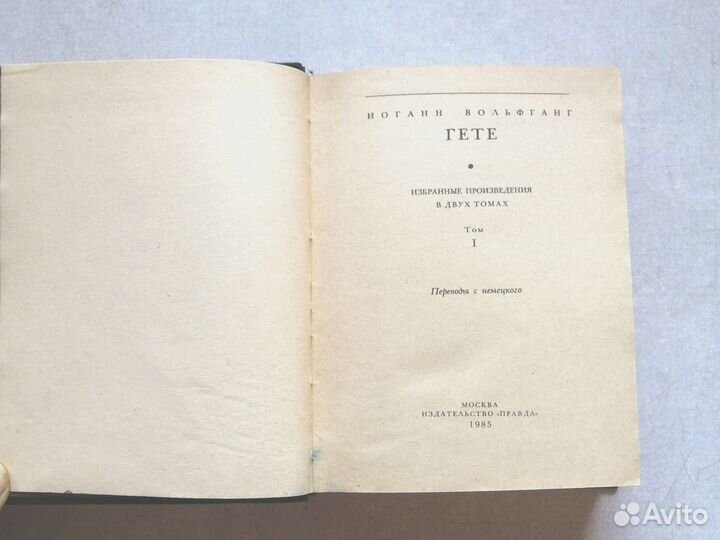 ИОГАНН ВОЛЬФГАНГ
ГЕТЕ
ИЗБРАННЫЕ ПРОИЗВЕДЕНИЯ
В ДВУХ ТОМАХ
Том
I
Переводы с немецкого
МОСКВА
ИЗДАТЕЛЬСТВО «ПРАВДА»
1985
Avito